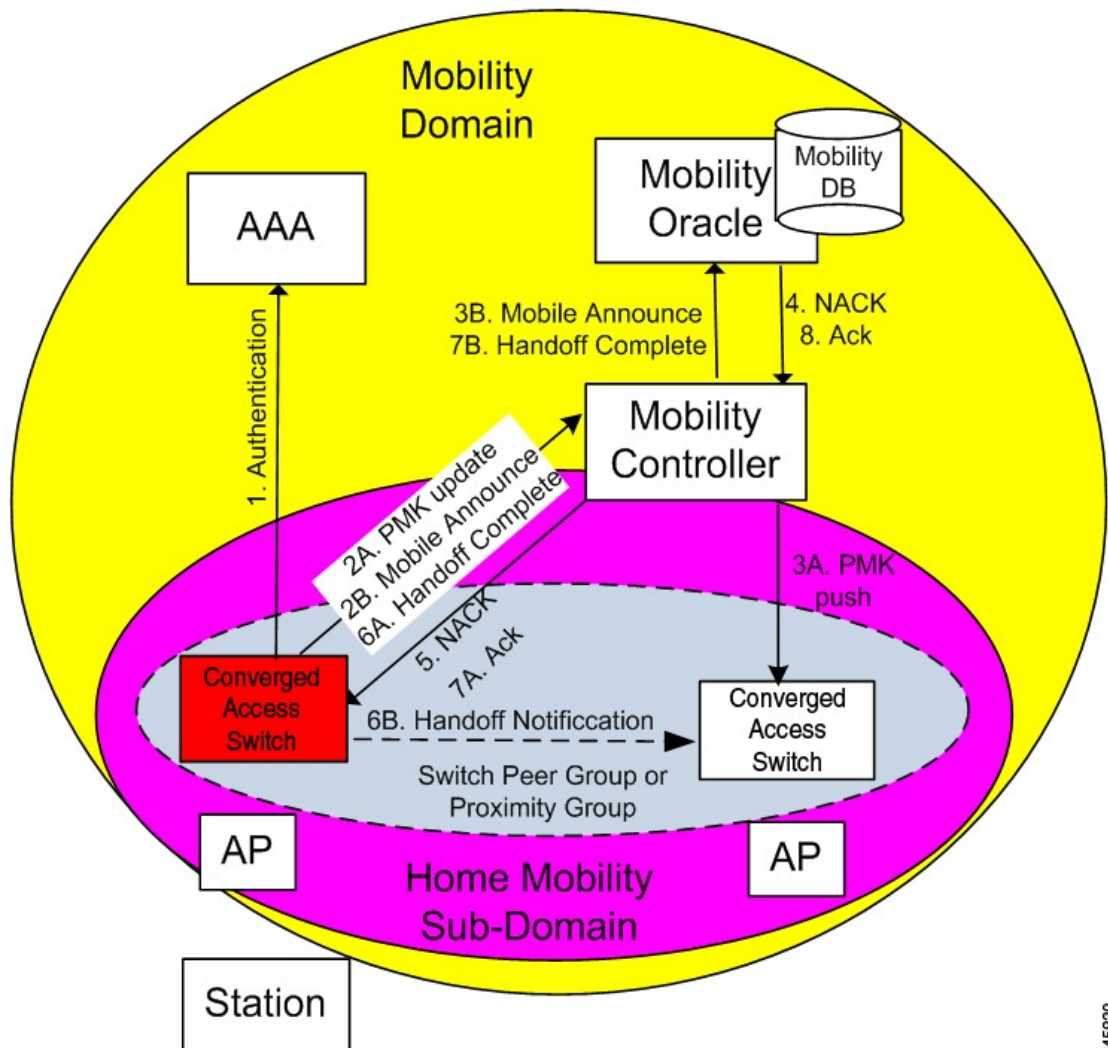 Mobility
Domain
Mobility
DB
Mobility
Oracle
AAA
1. Authentication
3B. Mobile Announce
7B. Handoff Complete
4. NACK
8. Ack
Mobility
Controller
2A. PMK update
2B. Mobile Announce
6A. Handoff Complete
5. NACK
7A. Ack
3A. PMK
push
Converged
Access
Switch
6B. Handoff Notificcation
Converged
Access
Switch
Switch Peer Group or
Proximity Group
AP
AP
Home Mobility
Sub-Domain
Station